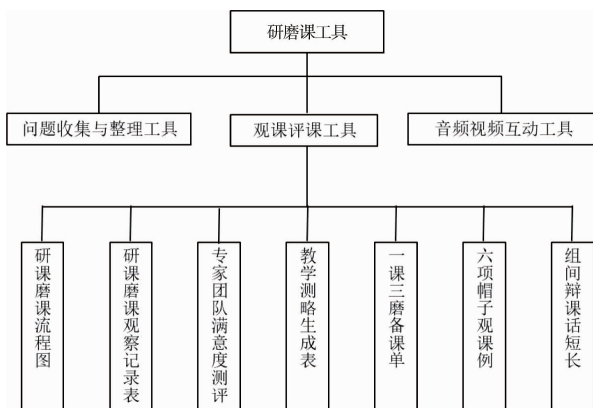 研磨课工具
问题收集与整理工具
观课评课工具
音频视频互动工具
研课磨课流程图
研课磨课观察记录表
专家团队满意度测评
教学测略生成表
一课三磨备课单
六项帽子观课例
组间辩课话短长